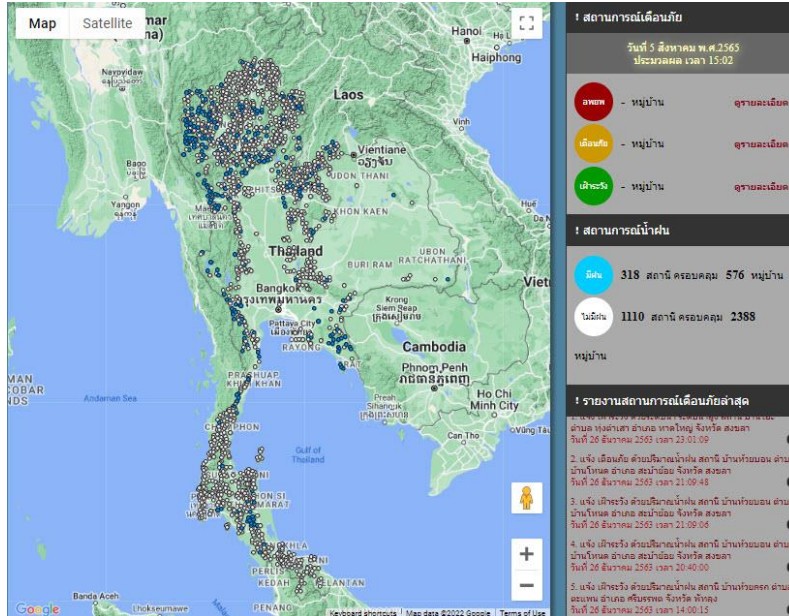 Map
Satellite
Naypyidaw
Hanoi
Haiphong
Laos
Vinh
Vientiane
ວຽງຈັນ
UDON THANI
Bago
Yangon
KHON KAEN
Huế
Thailand
UBON
RATCHATHANI
BURI RAM
Bangkok
กรุงเทพมหานคร
Krong
Siem Reap
Pattaya City
เมืองพัทยา
RAYONG
Cambodia
Phnom Penh
ភ្នំពេញ
PRACHUAP
KHIRI KHAN
Andaman Sea
Preah
Sihanouk
Ho Chi
Minh City
Can Tho
Vũng Tàu
Gulf of
Thailand
PERLIS
KEDAH
KELANTAN
PENANG
Banda Aceh
Lhokseumawe
Google
Keyboard shortcuts
Map data ©2022 Google
Terms of Use
! สถานการณ์เตือนภัย
วันที่ 5 สิงหาคม พ.ศ.2565
ประมวลผล เวลา 15:02
อพยพ - หมู่บ้าน ดูรายละเอียด
เตือนภัย - หมู่บ้าน ดูรายละเอียด
เฝ้าระวัง - หมู่บ้าน ดูรายละเอียด
! สถานการณ์น้ำฝน
มีฝน 318 สถานี ครอบคลุม 576 หมู่บ้าน
ไม่มีฝน 1110 สถานี ครอบคลุม 2388
หมู่บ้าน
! รายงานสถานการณ์เตือนภัยล่าสุด
ตำบล ทุ่งตำเสา อำเภอ หาดใหญ่ จังหวัด สงขลา
วันที่ 26 ธันวาคม 2563 เวลา 23:01:09
2. แจ้ง เตือนภัย ด้วยปริมาณน้ำฝน สถานี บ้านห้วยบอน ตำบ
บ้านโหนด อำเภอ สะบ้าย้อย จังหวัด สงขลา
วันที่ 26 ธันวาคม 2563 เวลา 21:09:48
3. แจ้ง เฝ้าระวัง ด้วยปริมาณน้ำฝน สถานี บ้านห้วยบอน ตำบ
บ้านโหนด อำเภอ สะบ้าย้อย จังหวัด สงขลา
วันที่ 26 ธันวาคม 2563 เวลา 21:09:06
4. แจ้ง เฝ้าระวัง ด้วยปริมาณน้ำฝน สถานี บ้านห้วยบอน ตำบ
บ้านโหนด อำเภอ สะบ้าย้อย จังหวัด สงขลา
วันที่ 26 ธันวาคม 2563 เวลา 20:40:00
5. แจ้ง เฝ้าระวัง ด้วยปริมาณน้ำฝน สถานี บ้านห้วยครก ตำบล
ตะแพน อำเภอ ศรีบรรพต จังหวัด พัทลุง
วันที่ 26 ธันวาคม 2563 เวลา 14:00:15